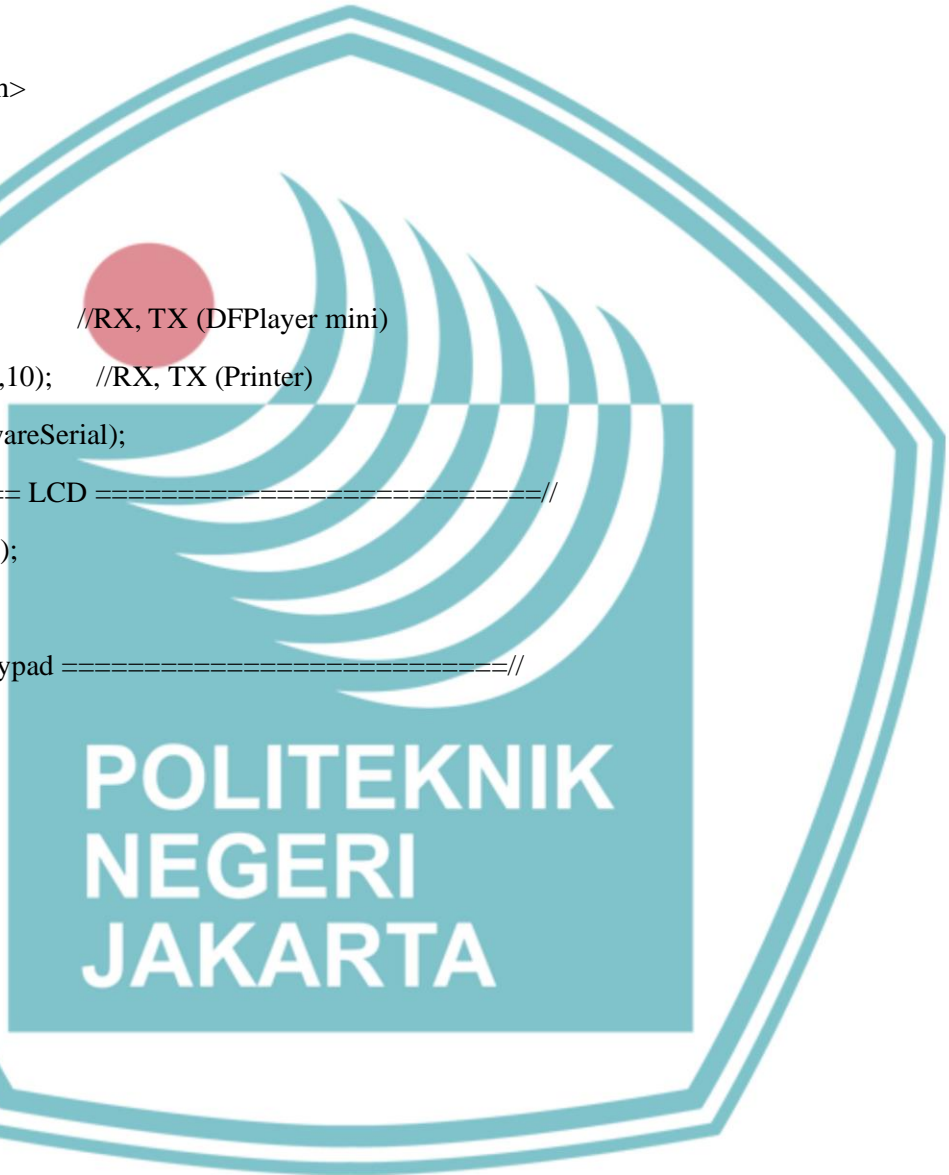 n>
//RX, TX (DFPlayer mini)
,10); //RX, TX (Printer)
vareSerial);
== LCD ===========================//
);
ypad ===========================//
POLITEKNIK
NEGERI
JAKARTA